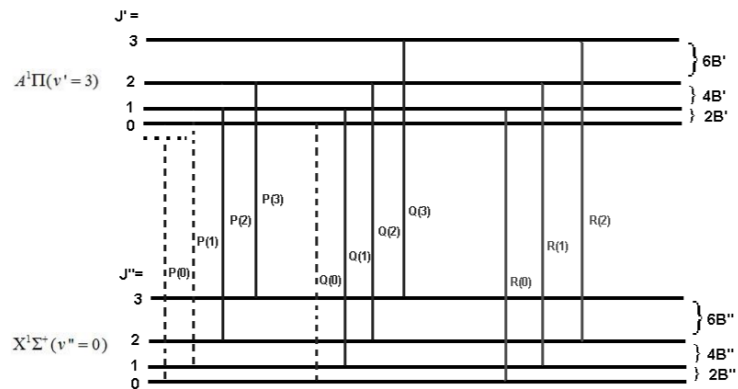 J' =
3
6B'
A¹Π(v' = 3)
2
4B'
1
2B'
0
P(3)
Q(3)
P(2)
Q(2)
R(2)
P(1)
Q(1)
R(1)
P(0)
Q(0)
R(0)
J"=
3
6B"
X¹Σ⁺(v" = 0)
2
4B"
1
2B"
0